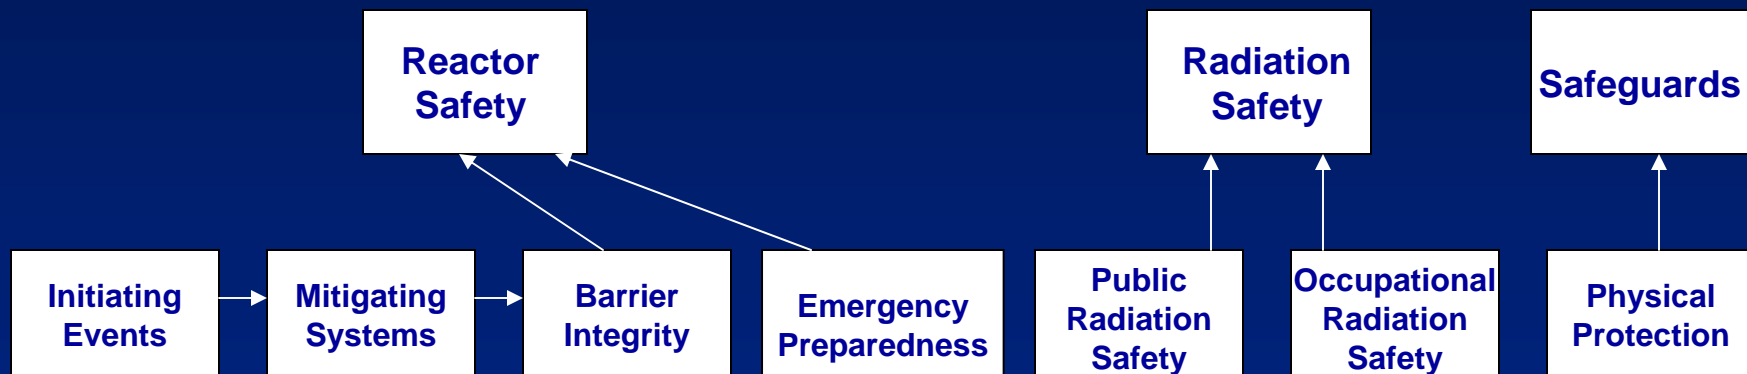 Reactor
Safety
Radiation
Safety
Safeguards
Initiating
Events
Mitigating
Systems
Barrier
Integrity
Emergency
Preparedness
Public
Radiation
Safety
Occupational
Radiation
Safety
Physical
Protection